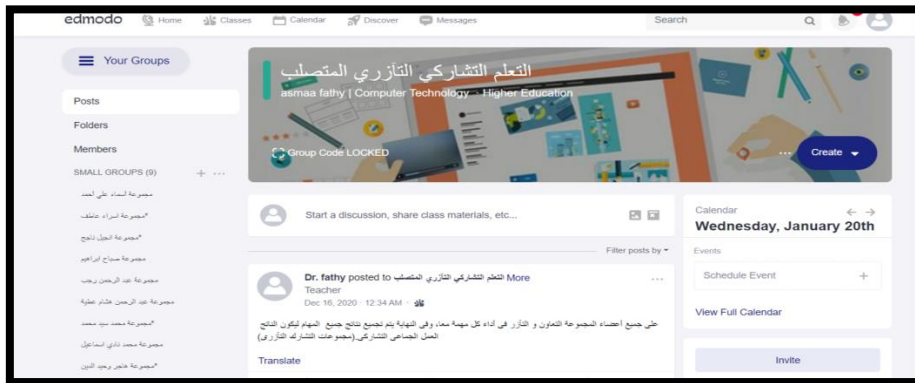 edmodo Home Classes Calendar Discover Messages Search
Your Groups
Posts
Folders
Members
SMALL GROUPS (9) + ...
مجموعة أسماء علي أحمد
*مجموعة اسراء عاطف
*مجموعة انجيل ناجح
مجموعة صباح ابراهيم
مجموعة عبد الرحمن رجب
مجموعة عبد الرحمن هشام عطية
*مجموعة محمد سيد محمد
مجموعة محمد نادي اسماعيل
*مجموعة هاجر وحيد الدين
التعلم التشاركي التآزري المتصلب
asmaa fathy | Computer Technology · Higher Education
Group Code LOCKED
... Create
Start a discussion, share class materials, etc...
Filter posts by
Dr. fathy posted to التعلم التشاركي التآزري المتصلب More
Teacher
Dec 16, 2020 · 12:34 AM ·
على جميع أعضاء المجموعة التعاون و التآزر فى أداء كل مهمة معا، وفى النهاية يتم تجميع نتائج جميع المهام ليكون الناتج
العمل الجماعى التشاركى.(مجموعات التشارك التآزرى)
Translate
Calendar
Wednesday, January 20th
Events
Schedule Event +
View Full Calendar
Invite